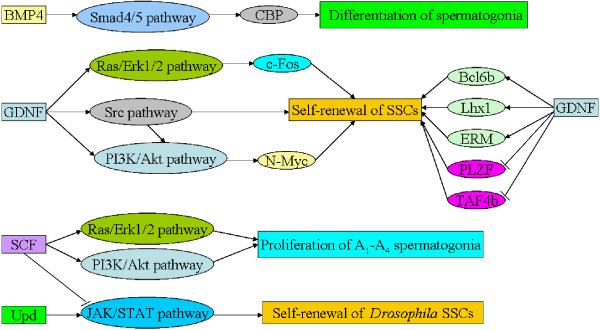 BMP4 Smad4/5 pathway CBP Differentiation of spermatogonia
Ras/Erk1/2 pathway c-Fos
Bcl6b
GDNF Src pathway Self-renewal of SSCs Lhx1 GDNF
ERM
PI3K/Akt pathway N-Myc PLZF
TAF4b
Ras/Erk1/2 pathway
SCF Proliferation of A1-A4 spermatogonia
PI3K/Akt pathway
Upd JAK/STAT pathway Self-renewal of Drosophila SSCs